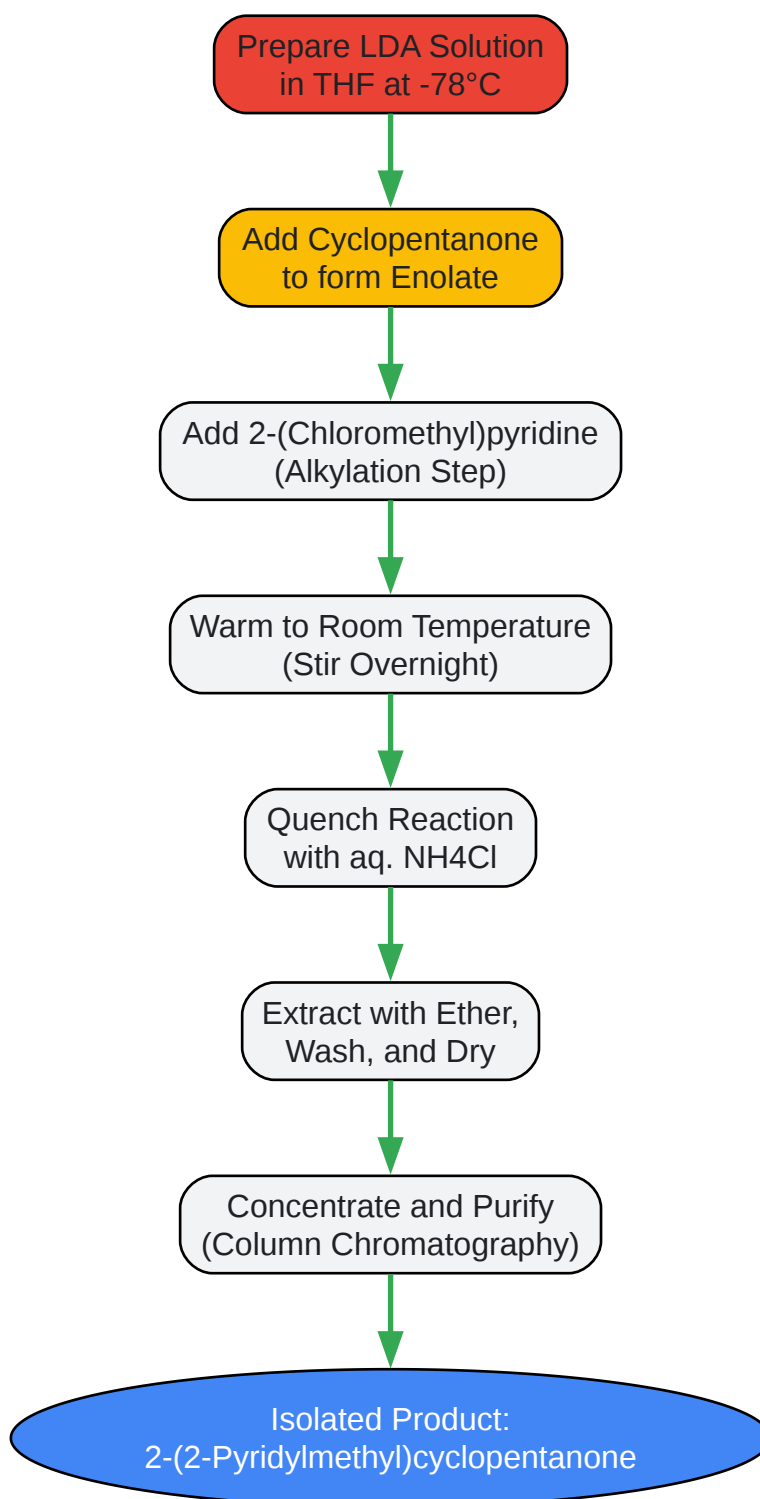 Prepare LDA Solution
in THF at -78°C
Add Cyclopentanone
to form Enolate
Add 2-(Chloromethyl)pyridine
(Alkylation Step)
Warm to Room Temperature
(Stir Overnight)
Quench Reaction
with aq. NH4Cl
Extract with Ether,
Wash, and Dry
Concentrate and Purify
(Column Chromatography)
Isolated Product:
2-(2-Pyridylmethyl)cyclopentanone